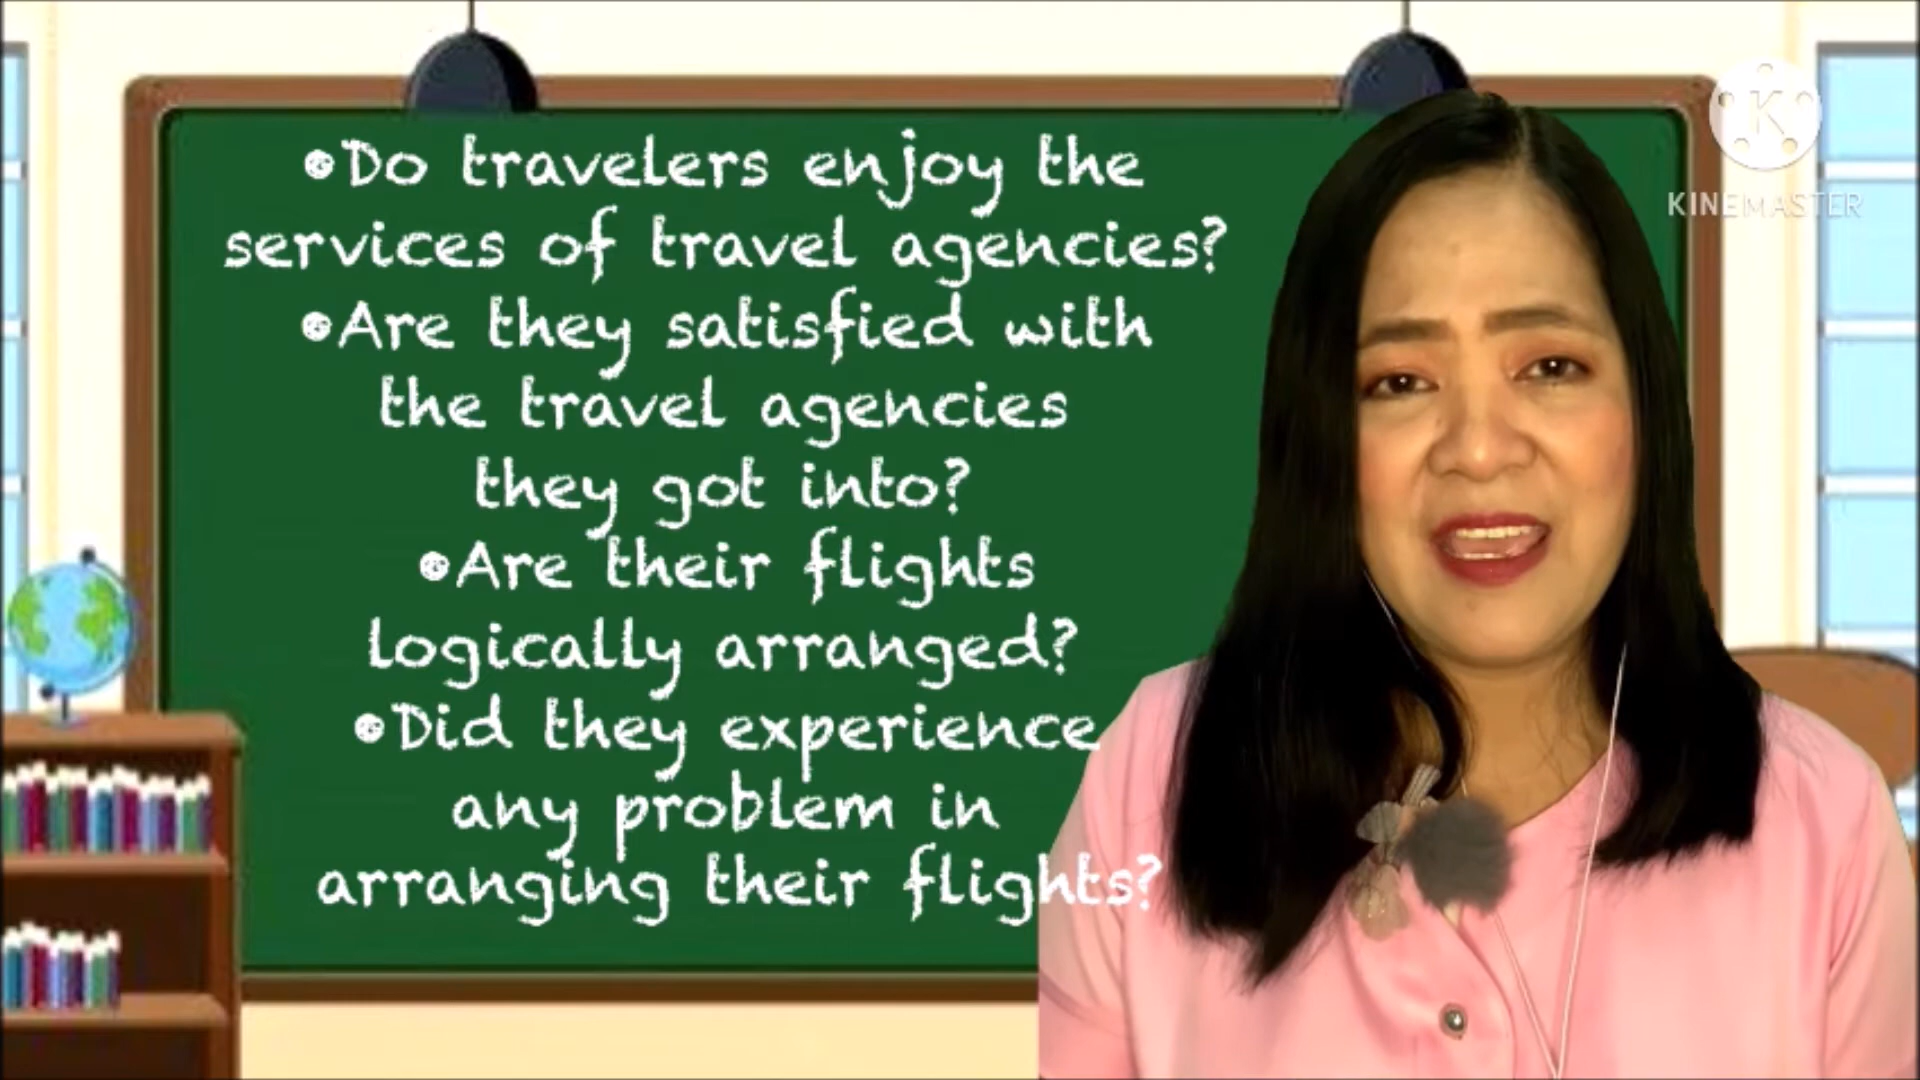 •Do travelers enjoy the
services of travel agencies?
•Are they satisfied with
the travel agencies
they got into?
•Are their flights
logically arranged?
•Did they experience
any problem in
arranging their flights?
K
KINEMASTER